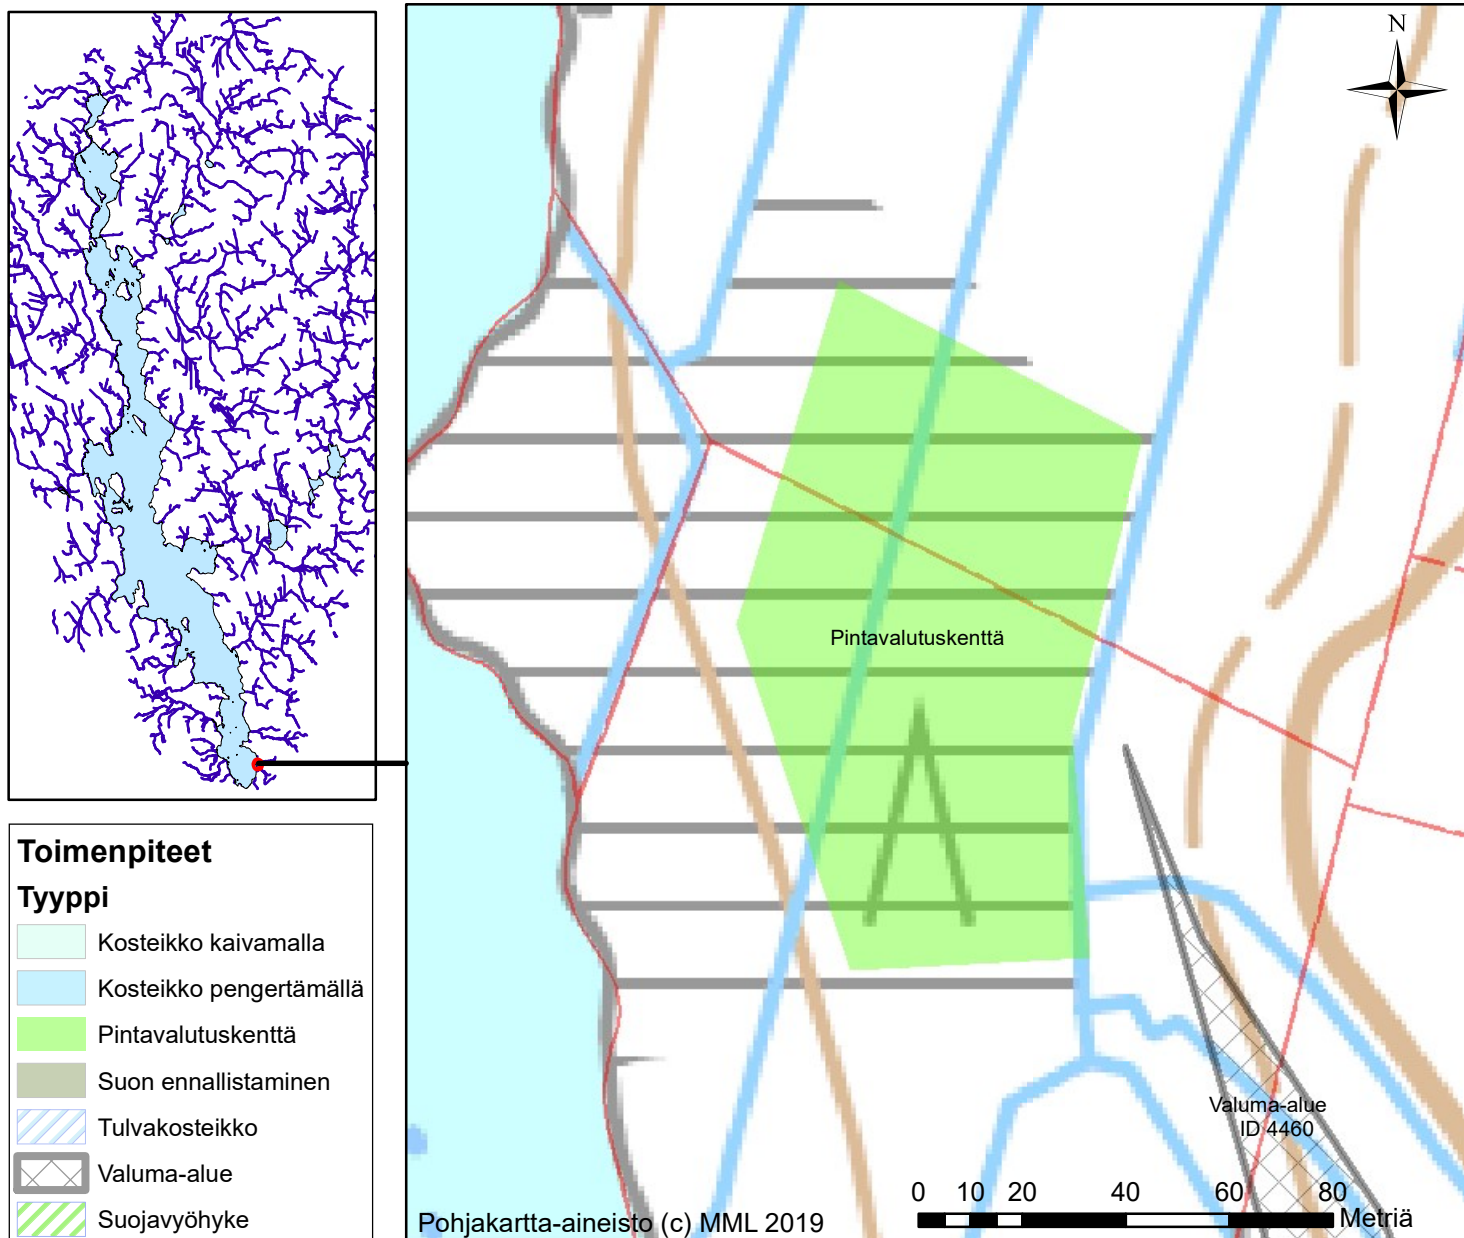 N
Pintavalutuskenttä
Valuma-alue
ID 4460
0 10 20 40 60 80
Metriä
Pohjakartta-aineisto (c) MML 2019
Toimenpiteet
Tyyppi
Kosteikko kaivamalla
Kosteikko pengertämällä
Pintavalutuskenttä
Suon ennallistaminen
Tulvakosteikko
Valuma-alue
Suojavyöhyke